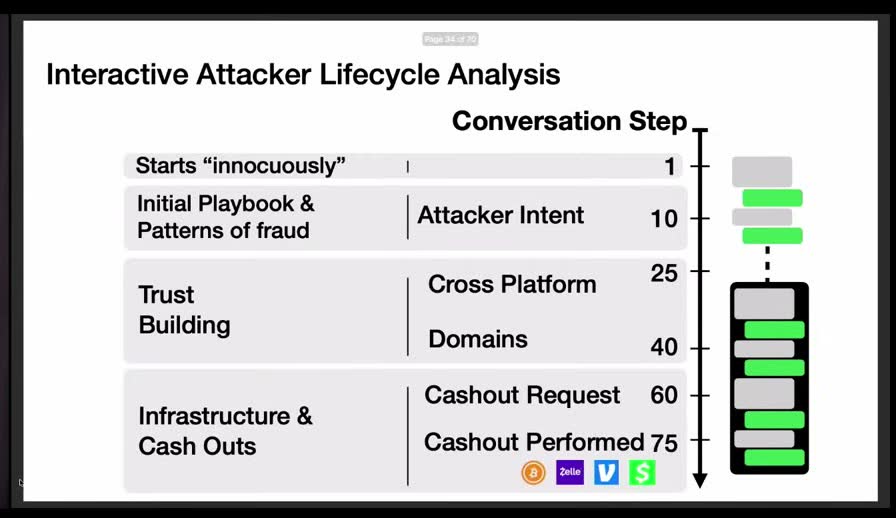 Page 34 of 70
Interactive Attacker Lifecycle Analysis
Conversation Step
Starts “innocuously”
1
Initial Playbook &
Patterns of fraud
Attacker Intent
10
Trust
Building
Cross Platform
25
Domains
40
Infrastructure &
Cash Outs
Cashout Request
60
Cashout Performed
75
Zelle